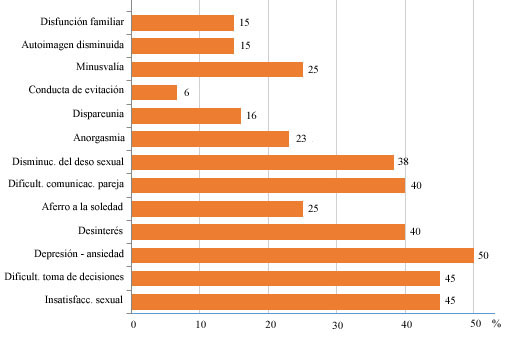 Disfunción familiar 15
Autoimagen disminuida 15
Minusvalía 25
Conducta de evitación 6
Dispareunia 16
Anorgasmia 23
Disminuc. del deso sexual 38
Dificult. comunicac. pareja 40
Aferro a la soledad 25
Desinterés 40
Depresión - ansiedad 50
Dificult. toma de decisiones 45
Insatisfacc. sexual 45
0 10 20 30 40 50 %